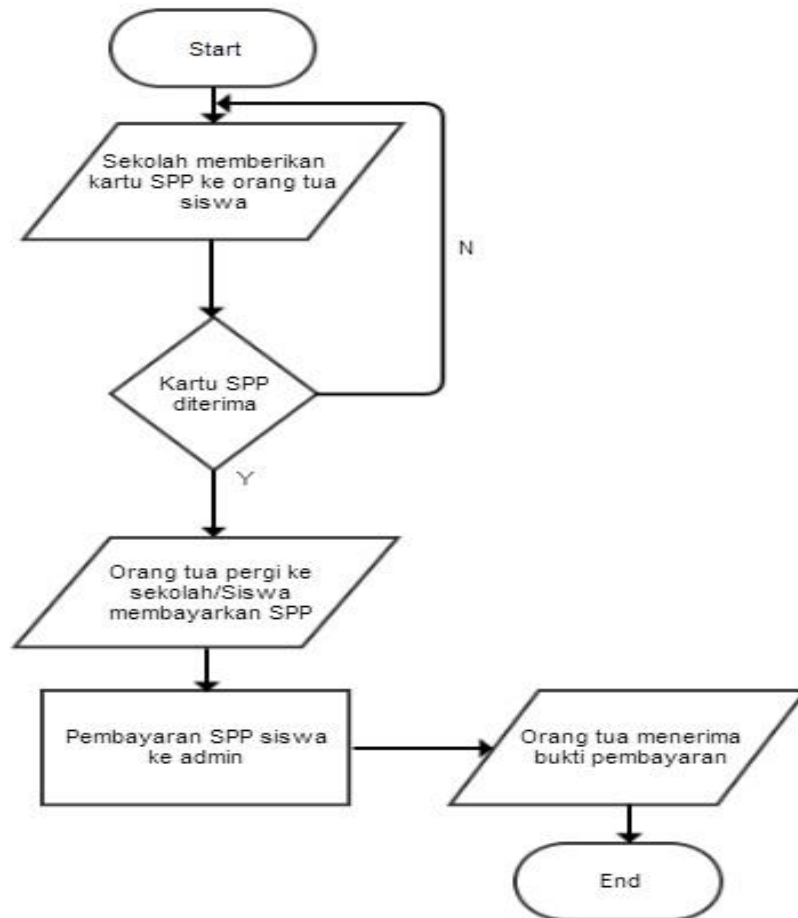 Start
Sekolah memberikan
kartu SPP ke orang tua
siswa
N
Kartu SPP
diterima
Y
Orang tua pergi ke
sekolah/Siswa
membayarkan SPP
Pembayaran SPP siswa
ke admin
Orang tua menerima
bukti pembayaran
End